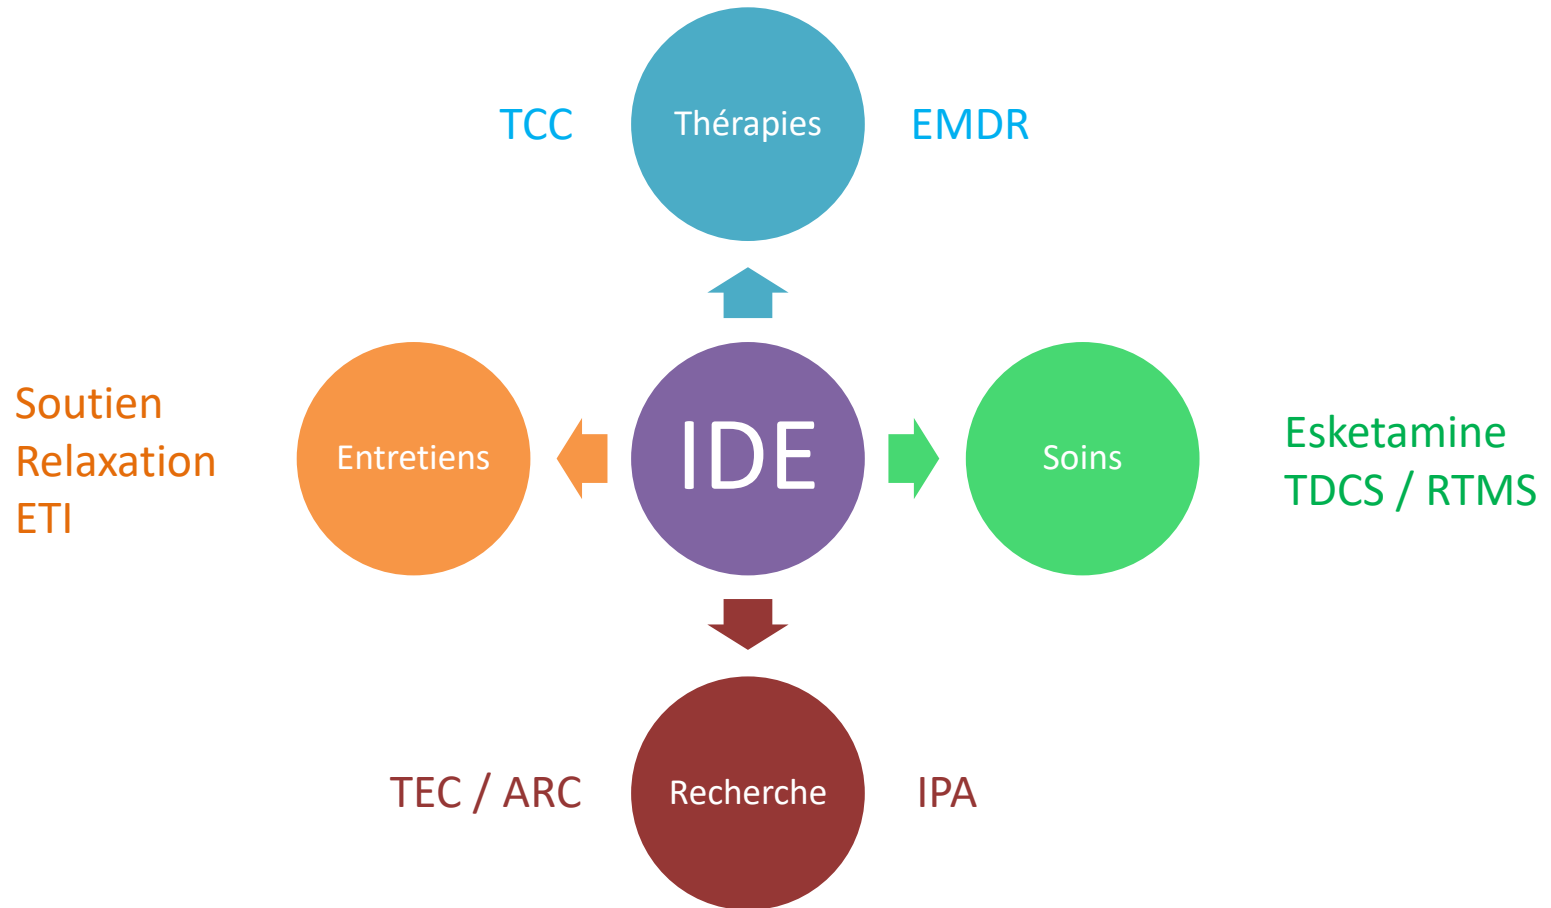 TCC
Thérapies
EMDR
Soutien
Relaxation
ETI
Entretiens
IDE
Soins
Esketamine
TDCS / RTMS
TEC / ARC
Recherche
IPA